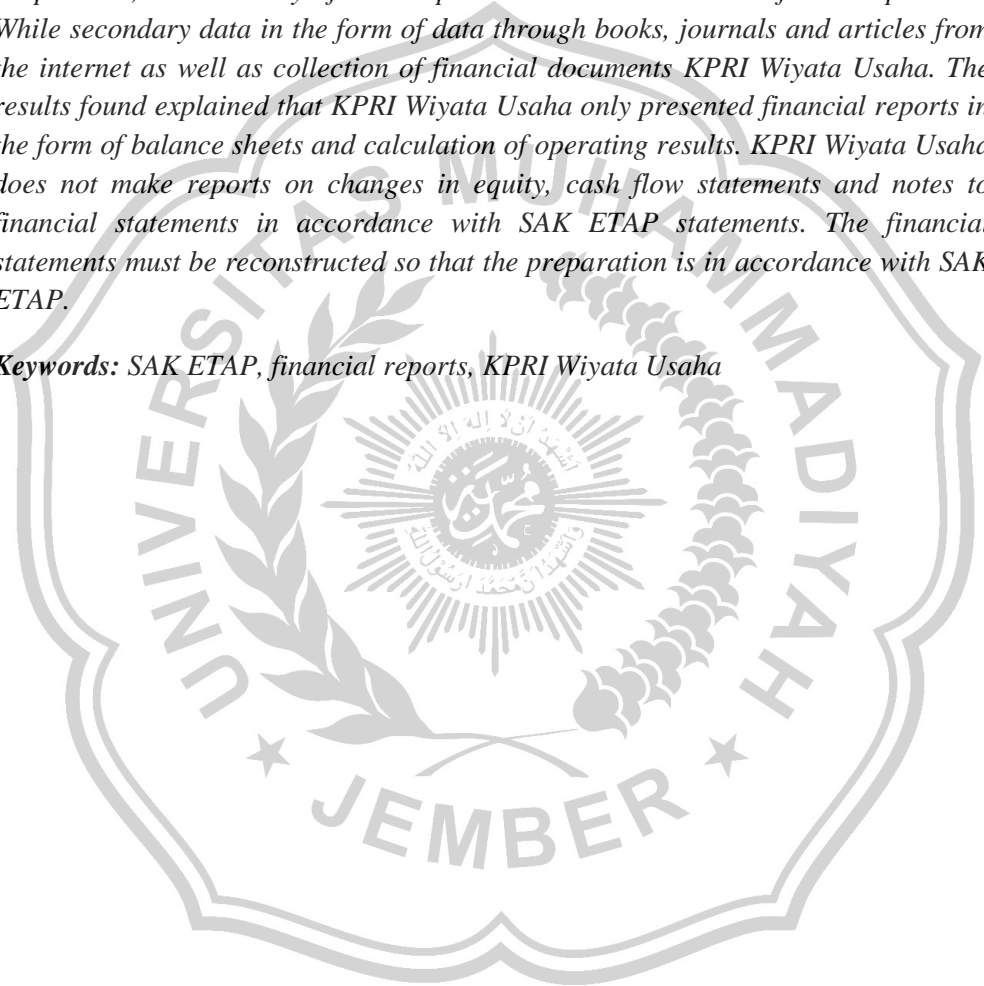 While secondary data in the form of data through books, journals and articles from
the internet as well as collection of financial documents KPRI Wiyata Usaha. The
results found explained that KPRI Wiyata Usaha only presented financial reports in
the form of balance sheets and calculation of operating results. KPRI Wiyata Usaha
does not make reports on changes in equity, cash flow statements and notes to
financial statements in accordance with SAK ETAP statements. The financial
statements must be reconstructed so that the preparation is in accordance with SAK
ETAP.
Keywords: SAK ETAP, financial reports, KPRI Wiyata Usaha
UNIVERSITAS MUHAMMADIYAH
JEMBER